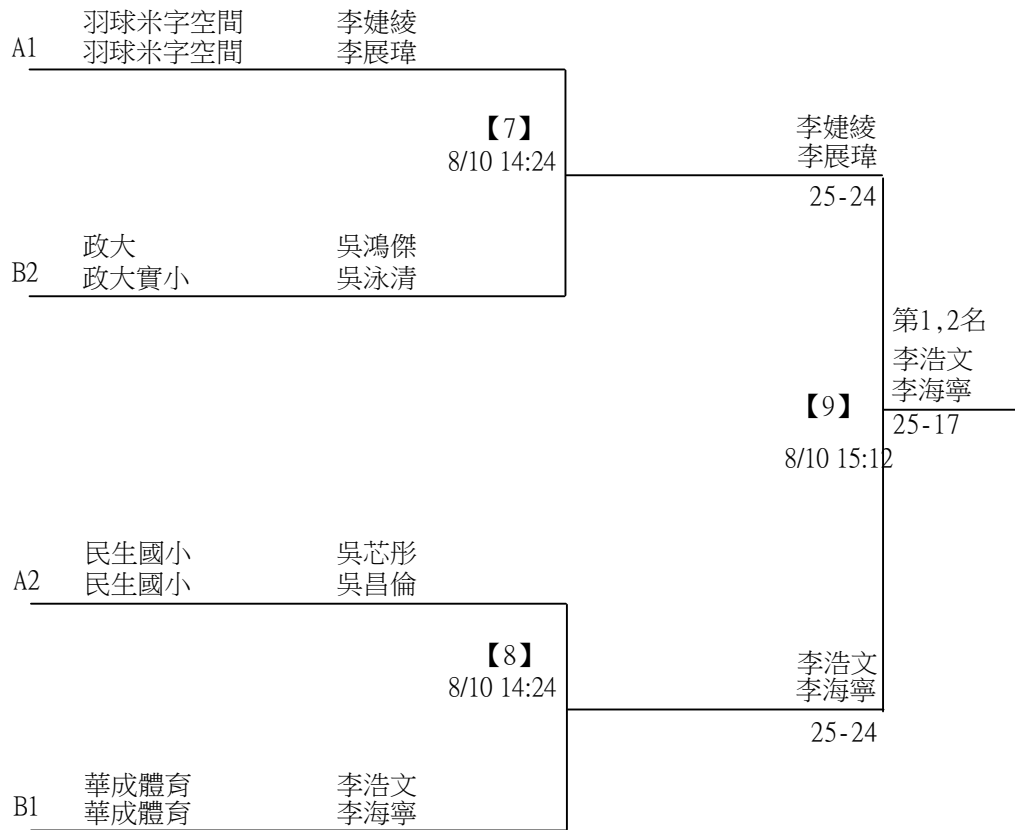 羽球米字空間 李婕綾
A1 羽球米字空間 李展瑋
【7】
8/10 14:24
李婕綾
李展瑋
25-24
政大 吳鴻傑
B2 政大實小 吳泳清
第1,2名
李浩文
李海寧
【9】
25-17
8/10 15:12
民生國小 吳芯彤
A2 民生國小 吳昌倫
【8】
8/10 14:24
李浩文
李海寧
25-24
華成體育 李浩文
B1 華成體育 李海寧